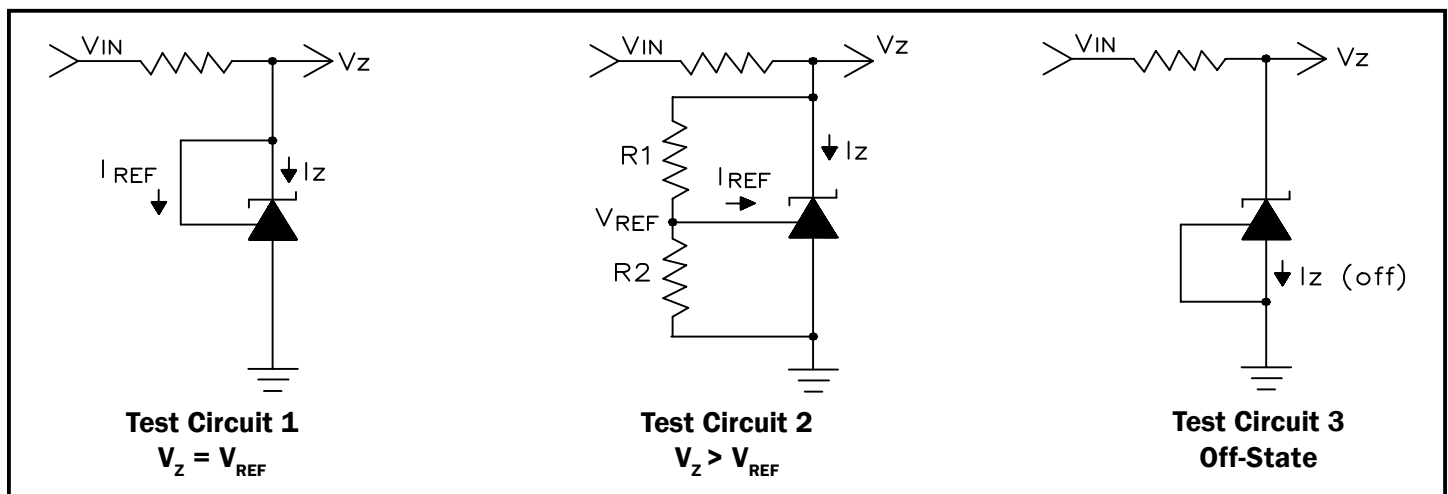 VIN
Vz
IREF
Iz
Test Circuit 1
VZ = VREF
VIN
Vz
R1
Iz
IREF
VREF
R2
Test Circuit 2
VZ > VREF
VIN
Vz
Iz (off)
Test Circuit 3
Off-State